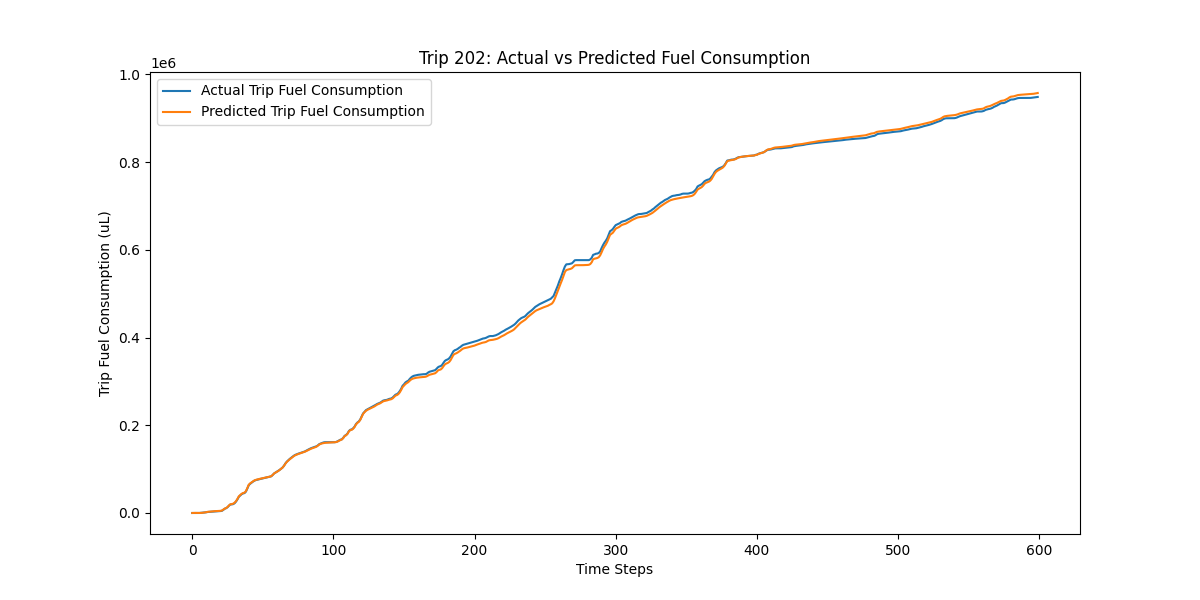 Trip 202: Actual vs Predicted Fuel Consumption
1e6
1.0
Actual Trip Fuel Consumption
Predicted Trip Fuel Consumption
0.8
0.6
0.4
0.2
0.0
Trip Fuel Consumption (uL)
0 100 200 300 400 500 600
Time Steps